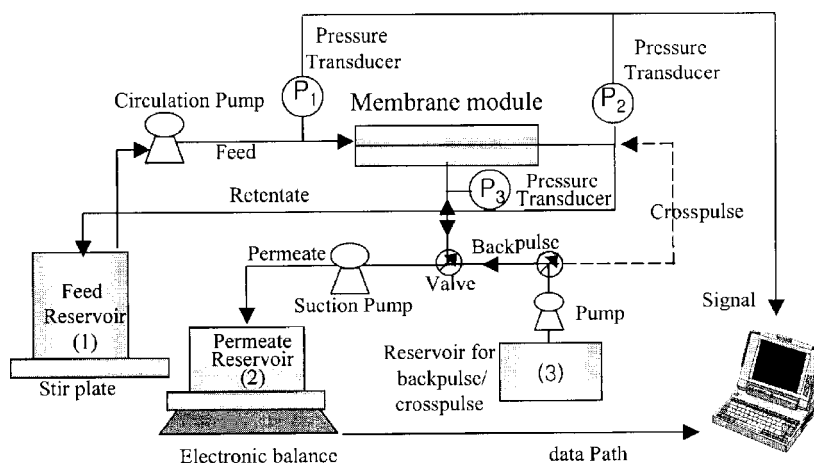 Pressure
Transducer
Pressure
Transducer
P1
P2
Circulation Pump
Membrane module
Feed
P3
Pressure
Transducer
Retentate
Crosspulse
Permeate
Backpulse
Valve
Suction Pump
Feed
Reservoir
(1)
Stir plate
Permeate
Reservoir
(2)
Pump
Signal
Reservoir for
backpulse/
crosspulse
(3)
Electronic balance
data Path